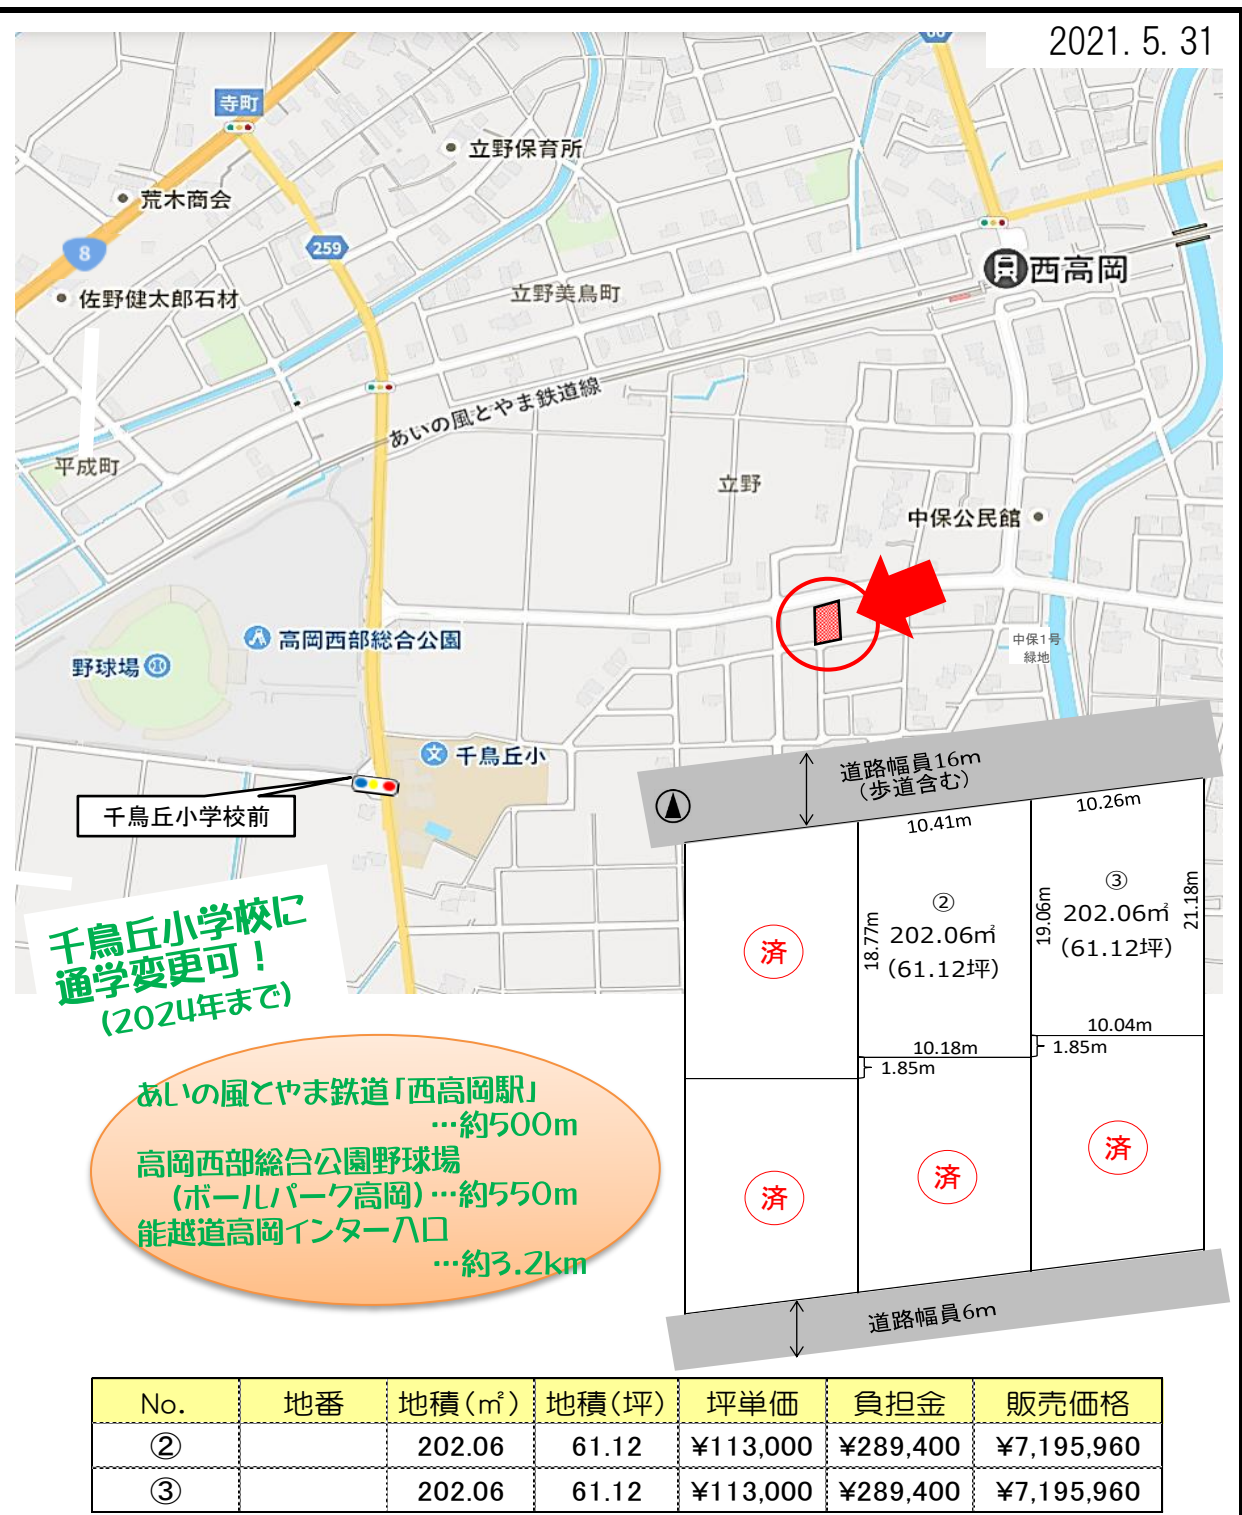 2021. 5. 31
66
寺町
立野保育所
荒木商会
259
8
西高岡
佐野健太郎石材
立野美鳥町
あいの風とやま鉄道線
平成町
立野
中保公民館
高岡西部総合公園
野球場
中保1号
緑地
千鳥丘小
文
千鳥丘小学校前
道路幅員16m
（歩道含む）
10.41m
10.26m
18.77m
②
202.06㎡
(61.12坪)
19.06m
③
202.06㎡
(61.12坪)
21.18m
済
10.18m
1.85m
10.04m
1.85m
済
済
済
道路幅員6m
千鳥丘小学校に
通学変更可！
(2024年まで)
あいの風とやま鉄道「西高岡駅」
…約500m
高岡西部総合公園野球場
(ボールパーク高岡)…約550m
能越道高岡インター入口
…約3.2km
No. 地番 地積(㎡) 地積(坪) 坪単価 負担金 販売価格
② 202.06 61.12 ¥113,000 ¥289,400 ¥7,195,960
③ 202.06 61.12 ¥113,000 ¥289,400 ¥7,195,960